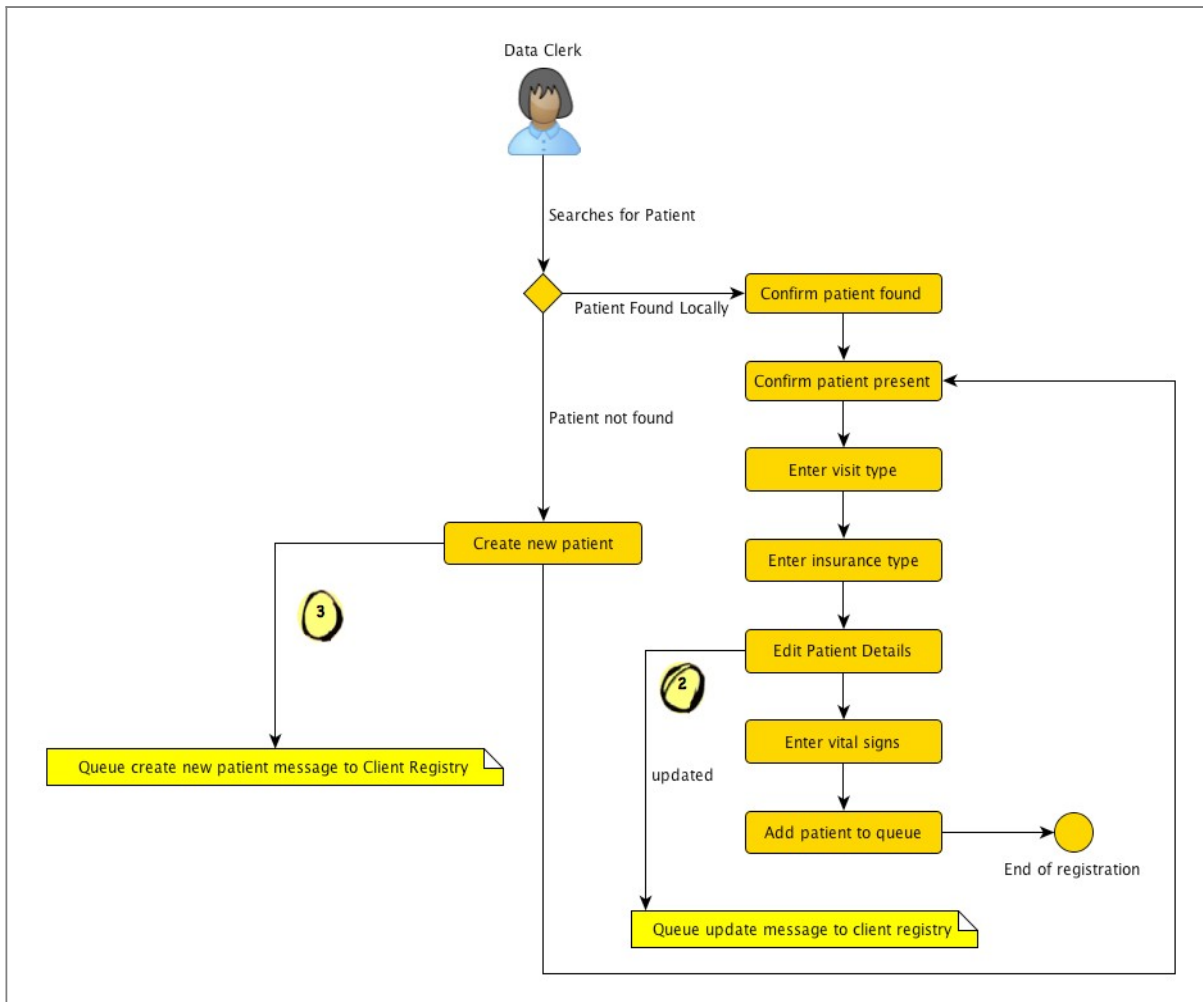 Data Clerk
Searches for Patient
Patient Found Locally
Confirm patient found
Confirm patient present
Patient not found
Enter visit type
Create new patient
Enter insurance type
3
Edit Patient Details
2
Enter vital signs
Queue create new patient message to Client Registry
updated
Add patient to queue
End of registration
Queue update message to client registry